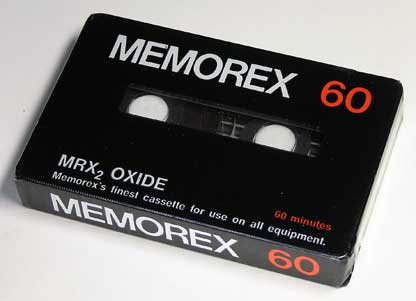 MEMOREX 60
MRX₂ OXIDE
60 minutes
Memorex's finest cassette for use on all equipment.
MEMOREX 60